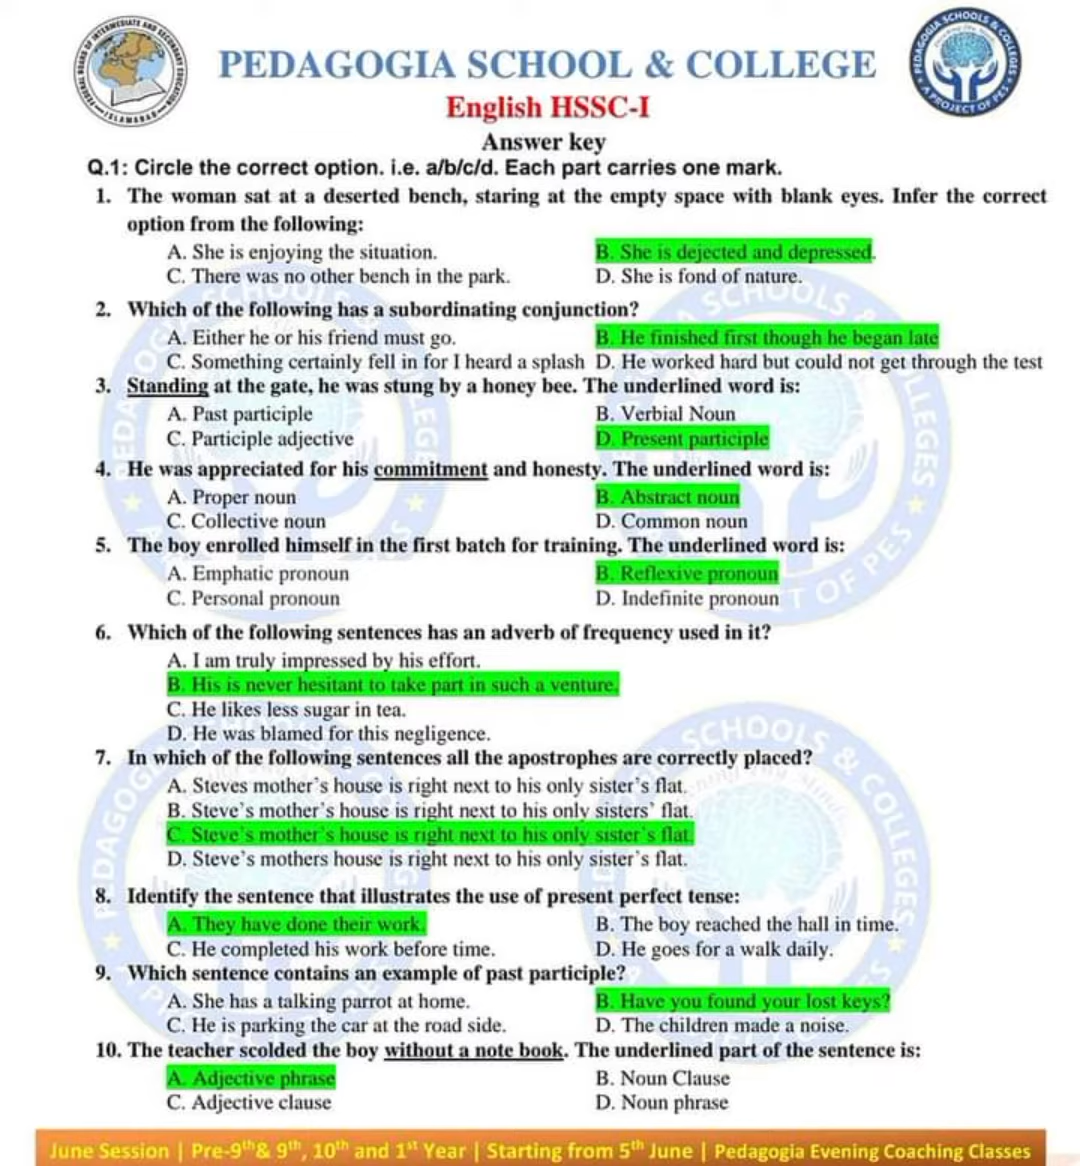 PEDAGOGIA SCHOOL & COLLEGE
English HSSC-I
Answer key
Q.1: Circle the correct option. i.e. a/b/c/d. Each part carries one mark.
1. The woman sat at a deserted bench, staring at the empty space with blank eyes. Infer the correct
option from the following:
A. She is enjoying the situation. B. She is dejected and depressed.
C. There was no other bench in the park. D. She is fond of nature.
2. Which of the following has a subordinating conjunction?
A. Either he or his friend must go. B. He finished first though he began late
C. Something certainly fell in for I heard a splash D. He worked hard but could not get through the test
3. Standing at the gate, he was stung by a honey bee. The underlined word is:
A. Past participle B. Verbial Noun
C. Participle adjective D. Present participle
4. He was appreciated for his commitment and honesty. The underlined word is:
A. Proper noun B. Abstract noun
C. Collective noun D. Common noun
5. The boy enrolled himself in the first batch for training. The underlined word is:
A. Emphatic pronoun B. Reflexive pronoun
C. Personal pronoun D. Indefinite pronoun
6. Which of the following sentences has an adverb of frequency used in it?
A. I am truly impressed by his effort.
B. His is never hesitant to take part in such a venture.
C. He likes less sugar in tea.
D. He was blamed for this negligence.
7. In which of the following sentences all the apostrophes are correctly placed?
A. Steves mother's house is right next to his only sister's flat.
B. Steve's mother's house is right next to his only sisters' flat.
C. Steve's mother's house is right next to his only sister's flat.
D. Steve's mothers house is right next to his only sister's flat.
8. Identify the sentence that illustrates the use of present perfect tense:
A. They have done their work. B. The boy reached the hall in time.
C. He completed his work before time. D. He goes for a walk daily.
9. Which sentence contains an example of past participle?
A. She has a talking parrot at home. B. Have you found your lost keys?
C. He is parking the car at the road side. D. The children made a noise.
10. The teacher scolded the boy without a note book. The underlined part of the sentence is:
A. Adjective phrase B. Noun Clause
C. Adjective clause D. Noun phrase
June Session | Pre-9th& 9th, 10th and 1st Year | Starting from 5th June | Pedagogia Evening Coaching Classes